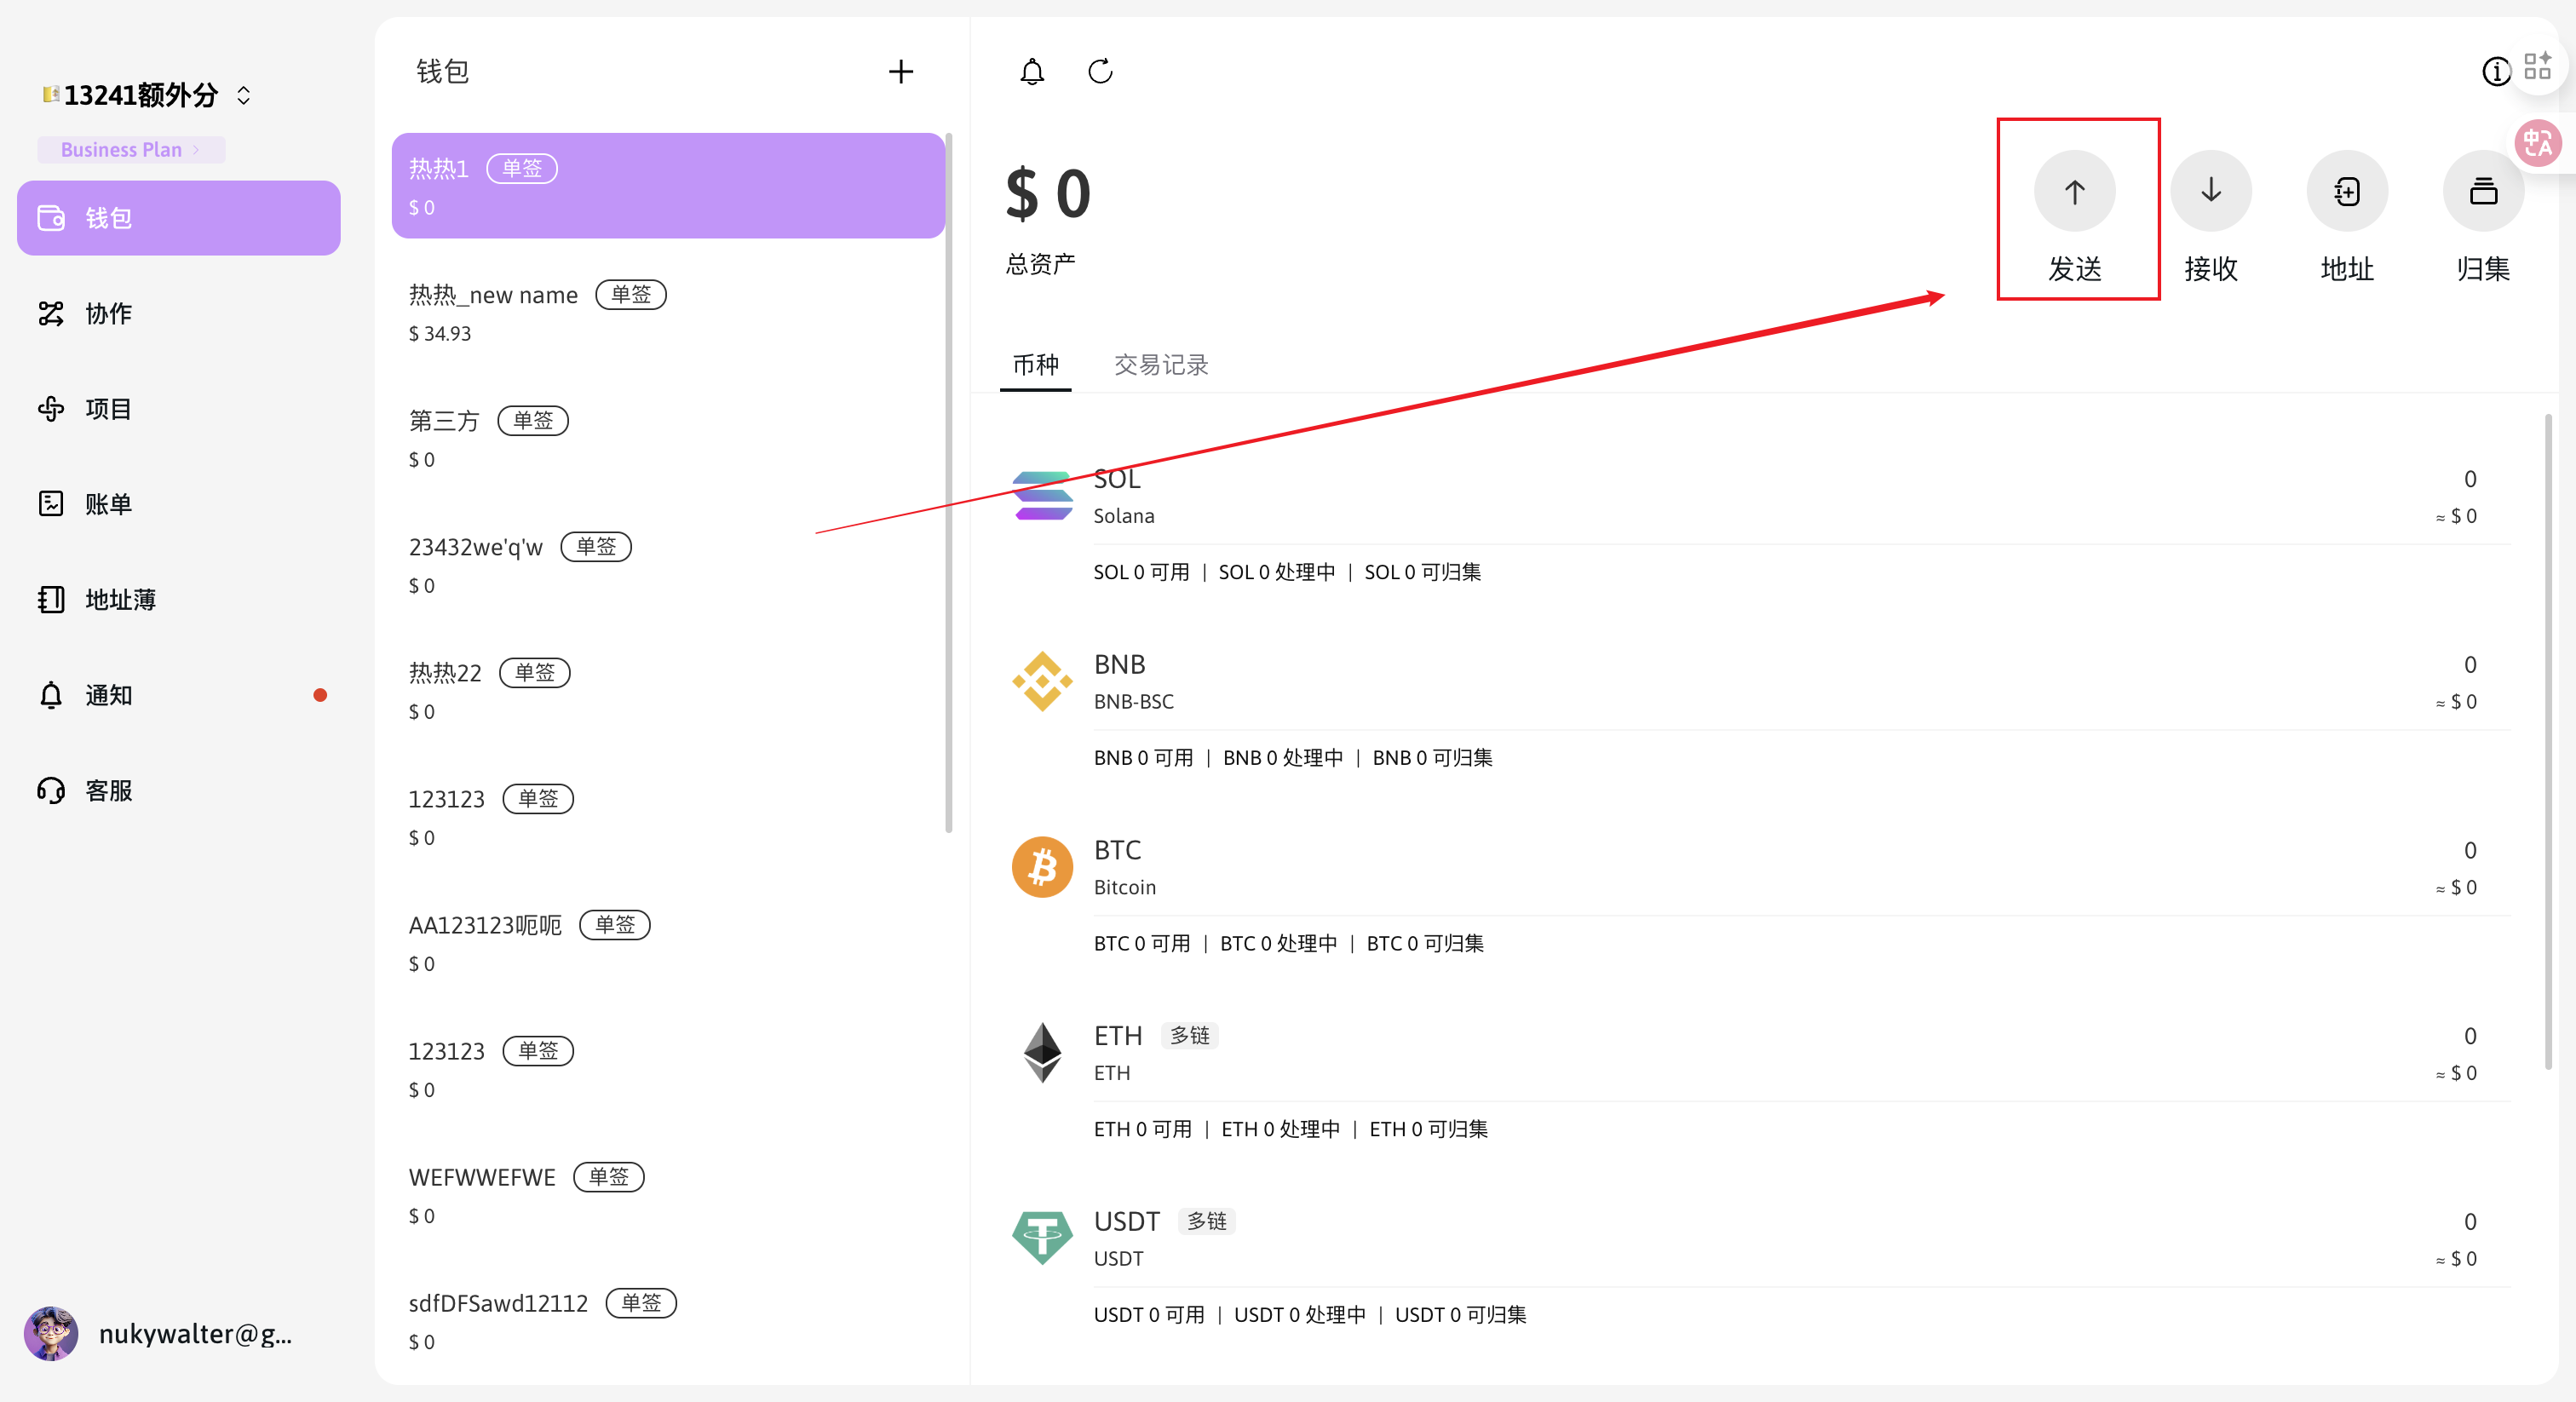 13241额外分
Business Plan
钱包
协作
项目
账单
地址薄
通知
客服
nukywalter@g...
钱包
热热1 单签
$ 0
热热_new name 单签
$ 34.93
第三方 单签
$ 0
23432we'q'w 单签
$ 0
热热22 单签
$ 0
123123 单签
$ 0
AA123123呃呃 单签
$ 0
123123 单签
$ 0
WEFWWEFWE 单签
$ 0
sdfDFSawd12112 单签
$ 0
$ 0
总资产
发送
接收
地址
归集
币种
交易记录
SOL 0
Solana ≈ $ 0
SOL 0 可用 | SOL 0 处理中 | SOL 0 可归集
BNB 0
BNB-BSC ≈ $ 0
BNB 0 可用 | BNB 0 处理中 | BNB 0 可归集
BTC 0
Bitcoin ≈ $ 0
BTC 0 可用 | BTC 0 处理中 | BTC 0 可归集
ETH 多链 0
ETH ≈ $ 0
ETH 0 可用 | ETH 0 处理中 | ETH 0 可归集
USDT 多链 0
USDT ≈ $ 0
USDT 0 可用 | USDT 0 处理中 | USDT 0 可归集
中A